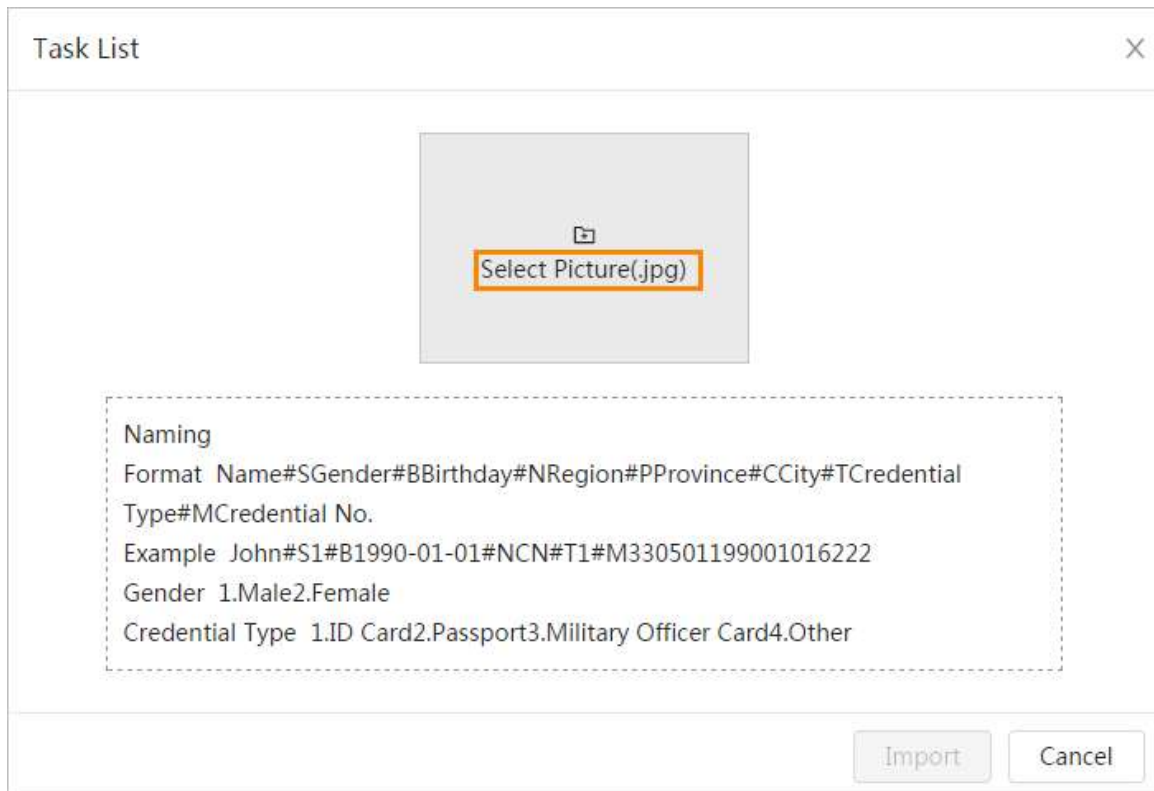 Task List
X
Select Picture(.jpg)
Naming
Format  Name#SGender#BBirthday#NRegion#PProvince#CCity#TCredential
Type#MCredential No.
Example  John#S1#B1990-01-01#NCN#T1#M330501199001016222
Gender  1.Male2.Female
Credential Type  1.ID Card2.Passport3.Military Officer Card4.Other
Import
Cancel